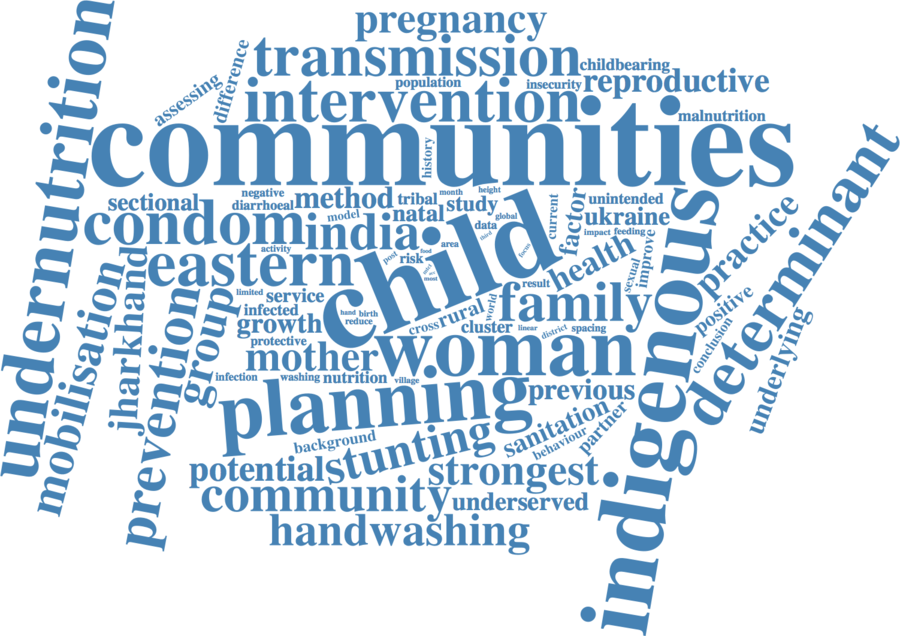 pregnancy
transmission
childbearing
difference
assessing
population
insecurity
reproductive
intervention
malnutrition
communities
history
undernutrition
negative
month
height
sectional
diarrhoeal
method
tribal
study
current
factor
unintended
condom
india
model
natal
data
global
third
ukraine
impact
feeding
practice
determinant
indigenous
eastern
activity
post
risk
food
area
most
focus
child
health
sexual
improve
mobilisation
jharkhand
prevention
group
limited
service
infected
hand
birth
reduce
growth
protective
cross
rural
world
result
family
cluster
linear
district
spacing
positive
conclusion
underlying
mother
woman
infection
washing
nutrition
village
planning
previous
background
stunting
sanitation
behaviour
partner
potential
strongest
community
underserved
handwashing